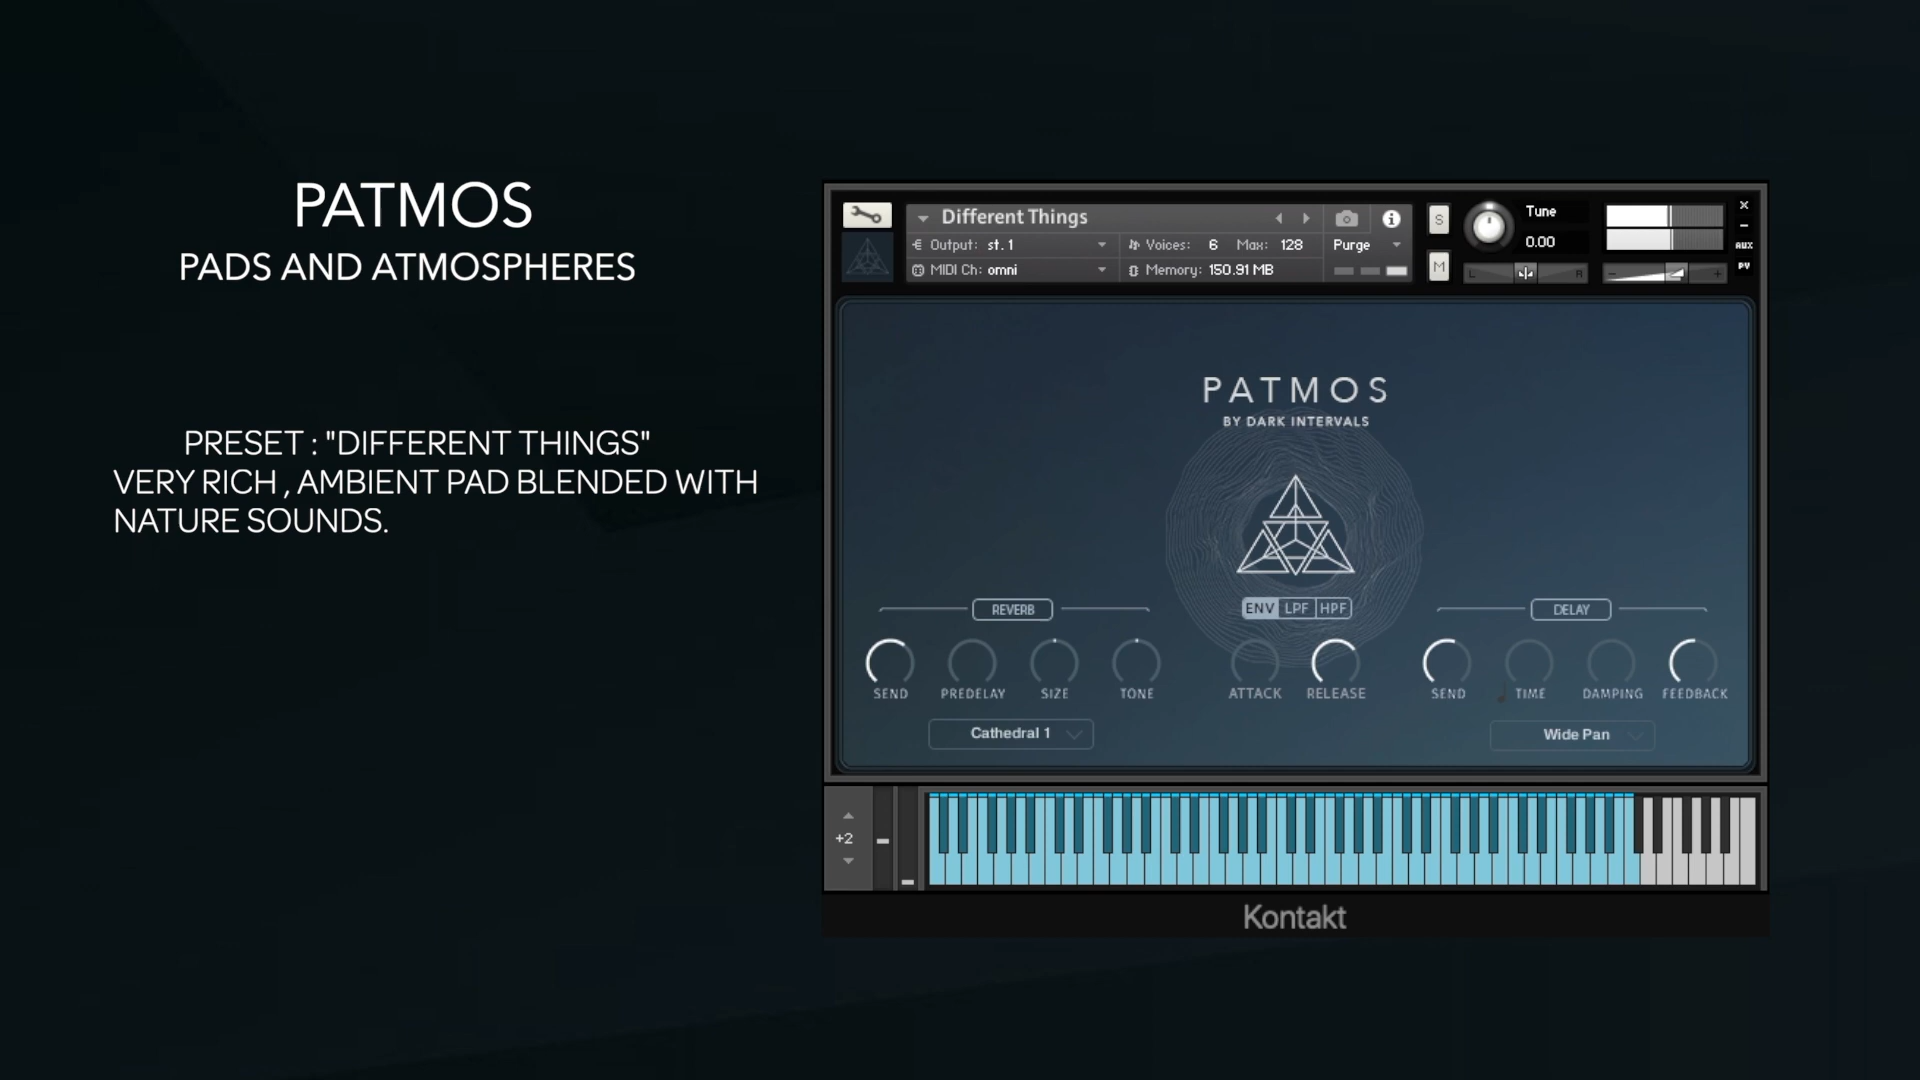 PATMOS
PADS AND ATMOSPHERES
PRESET : "DIFFERENT THINGS"
VERY RICH , AMBIENT PAD BLENDED WITH
NATURE SOUNDS.
Different Things
Output: st. 1
Voices: 6 Max: 128
Purge
MIDI Ch: omni
Memory: 150.91 MB
S
M
Tune
0.00
L
R
- +
x
-
AUX
PV
PATMOS
BY DARK INTERVALS
REVERB
ENV LPF HPF
DELAY
SEND PREDELAY SIZE TONE
ATTACK RELEASE
SEND TIME DAMPING FEEDBACK
Cathedral 1
Wide Pan
+2
Kontakt